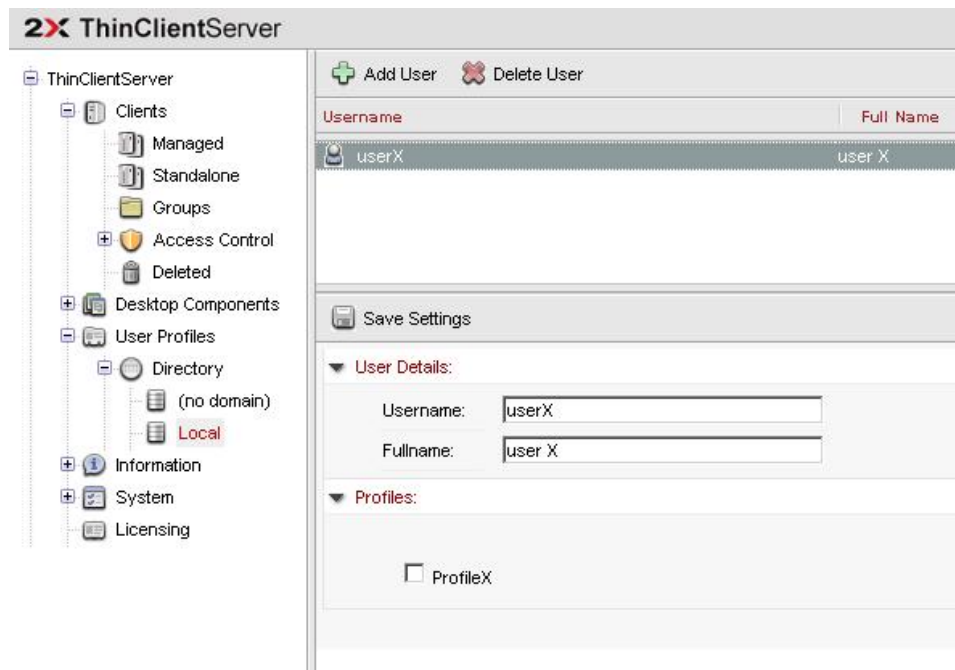 2X ThinClientServer
ThinClientServer
Clients
Managed
Standalone
Groups
Access Control
Deleted
Desktop Components
User Profiles
Directory
(no domain)
Local
Information
System
Licensing
Add User Delete User
Username Full Name
userX user X
Save Settings
User Details:
Username: userX
Fullname: user X
Profiles:
ProfileX